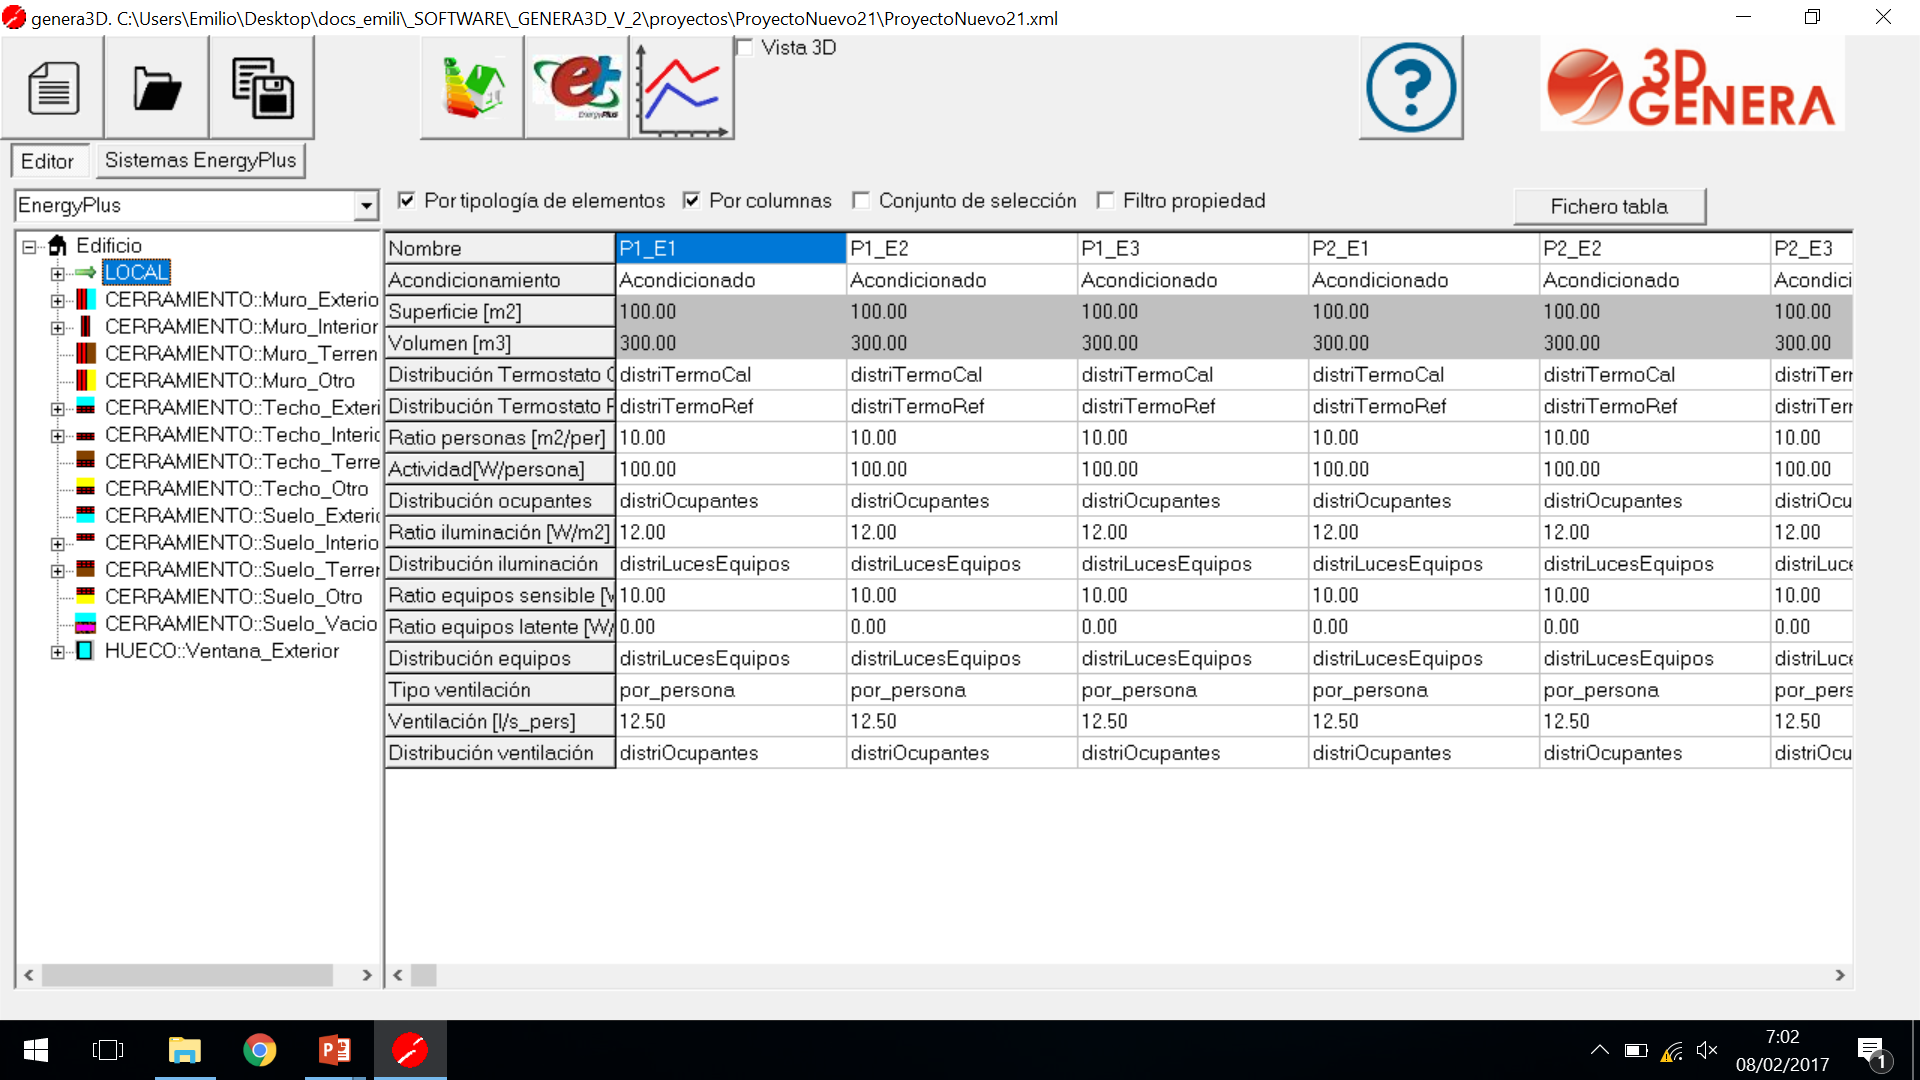 genera3D. C:\Users\Emilio\Desktop\docs_emili\_SOFTWARE\_GENERA3D_V_2\proyectos\ProyectoNuevo21\ProyectoNuevo21.xml
Vista 3D
EnergyPlus
?
3D GENERA
Editor
Sistemas EnergyPlus
EnergyPlus
Por tipología de elementos
Por columnas
Conjunto de selección
Filtro propiedad
Fichero tabla
Edificio
LOCAL
CERRAMIENTO::Muro_Exterio
CERRAMIENTO::Muro_Interior
CERRAMIENTO::Muro_Terren
CERRAMIENTO::Muro_Otro
CERRAMIENTO::Techo_Exteri
CERRAMIENTO::Techo_Interio
CERRAMIENTO::Techo_Terre
CERRAMIENTO::Techo_Otro
CERRAMIENTO::Suelo_Exterio
CERRAMIENTO::Suelo_Interio
CERRAMIENTO::Suelo_Terrer
CERRAMIENTO::Suelo_Otro
CERRAMIENTO::Suelo_Vacio
HUECO::Ventana_Exterior
Nombre P1_E1 P1_E2 P1_E3 P2_E1 P2_E2 P2_E3
Acondicionamiento Acondicionado Acondicionado Acondicionado Acondicionado Acondicionado Acondici
Superficie [m2] 100.00 100.00 100.00 100.00 100.00 100.00
Volumen [m3] 300.00 300.00 300.00 300.00 300.00 300.00
Distribución Termostato C distriTermoCal distriTermoCal distriTermoCal distriTermoCal distriTermoCal distriTerr
Distribución Termostato F distriTermoRef distriTermoRef distriTermoRef distriTermoRef distriTermoRef distriTerr
Ratio personas [m2/per] 10.00 10.00 10.00 10.00 10.00 10.00
Actividad[W/persona] 100.00 100.00 100.00 100.00 100.00 100.00
Distribución ocupantes distriOcupantes distriOcupantes distriOcupantes distriOcupantes distriOcupantes distriOcu
Ratio iluminación [W/m2] 12.00 12.00 12.00 12.00 12.00 12.00
Distribución iluminación distriLucesEquipos distriLucesEquipos distriLucesEquipos distriLucesEquipos distriLucesEquipos distriLuce
Ratio equipos sensible [W 10.00 10.00 10.00 10.00 10.00 10.00
Ratio equipos latente [W/ 0.00 0.00 0.00 0.00 0.00 0.00
Distribución equipos distriLucesEquipos distriLucesEquipos distriLucesEquipos distriLucesEquipos distriLucesEquipos distriLuce
Tipo ventilación por_persona por_persona por_persona por_persona por_persona por_pers
Ventilación [l/s_pers] 12.50 12.50 12.50 12.50 12.50 12.50
Distribución ventilación distriOcupantes distriOcupantes distriOcupantes distriOcupantes distriOcupantes distriOcu
7:02
08/02/2017
1